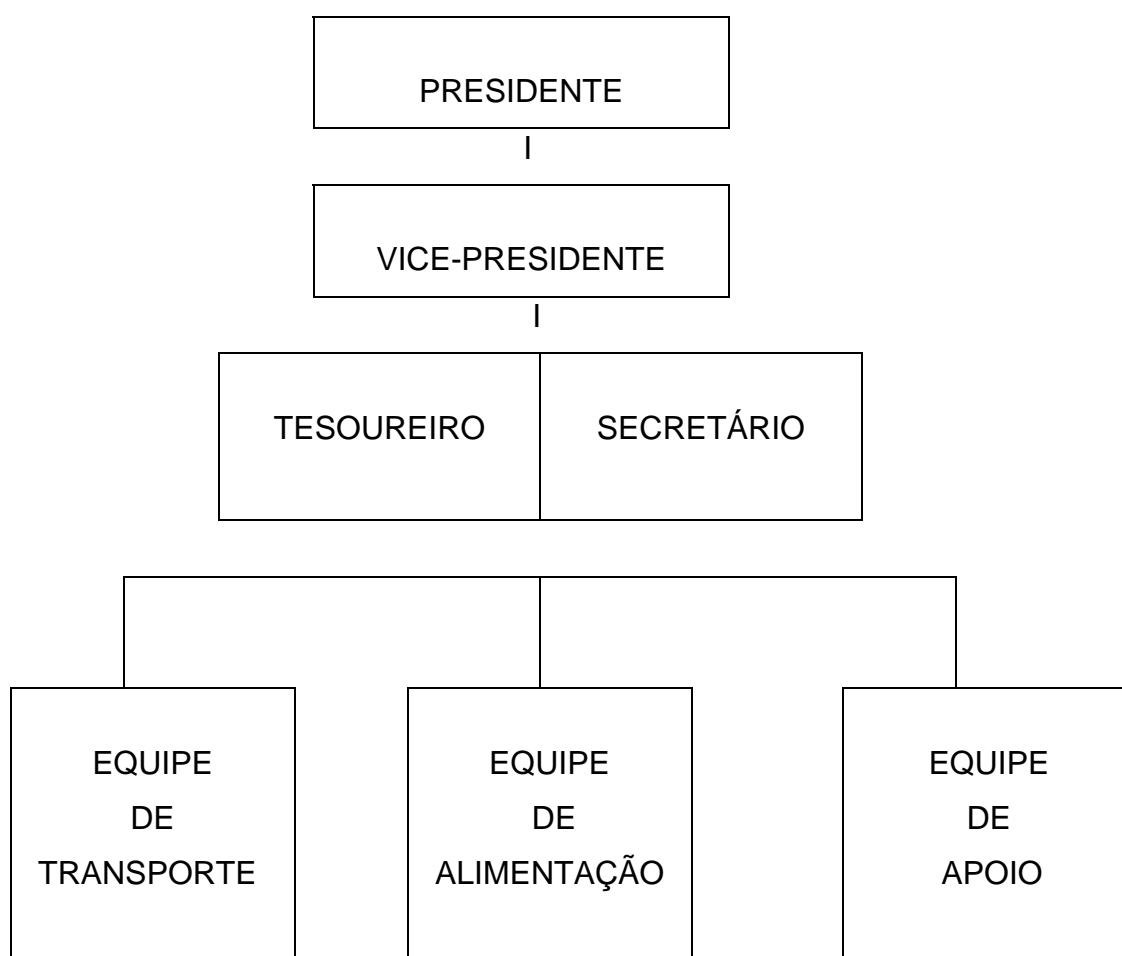 PRESIDENTE
VICE-PRESIDENTE
TESOUREIRO
SECRETÁRIO
EQUIPE
DE
TRANSPORTE
EQUIPE
DE
ALIMENTAÇÃO
EQUIPE
DE
APOIO